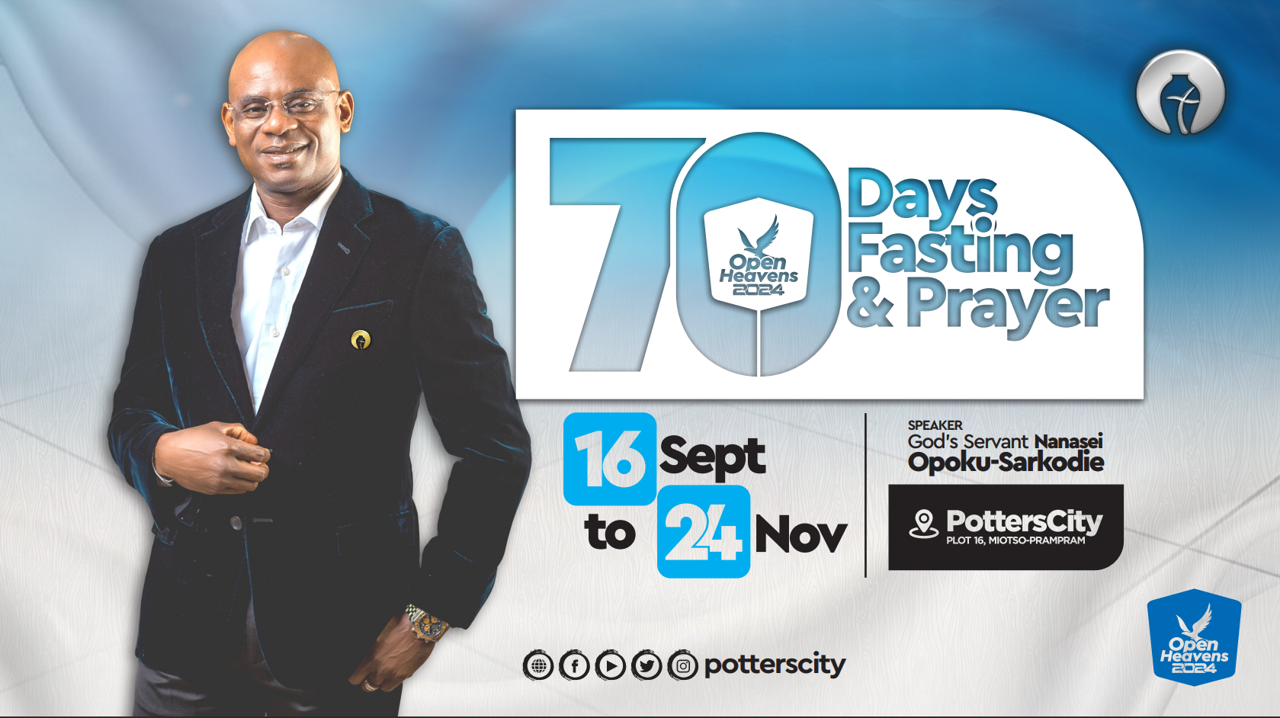 70
Days
Fasting
& Prayer
Open
Heavens
2024
16 Sept
to 24 Nov
SPEAKER
God's Servant Nanasei
Opoku-Sarkodie
PottersCity
PLOT 16, MIOTSO-PRAMPRAM
potterscity
Open
Heavens
2024